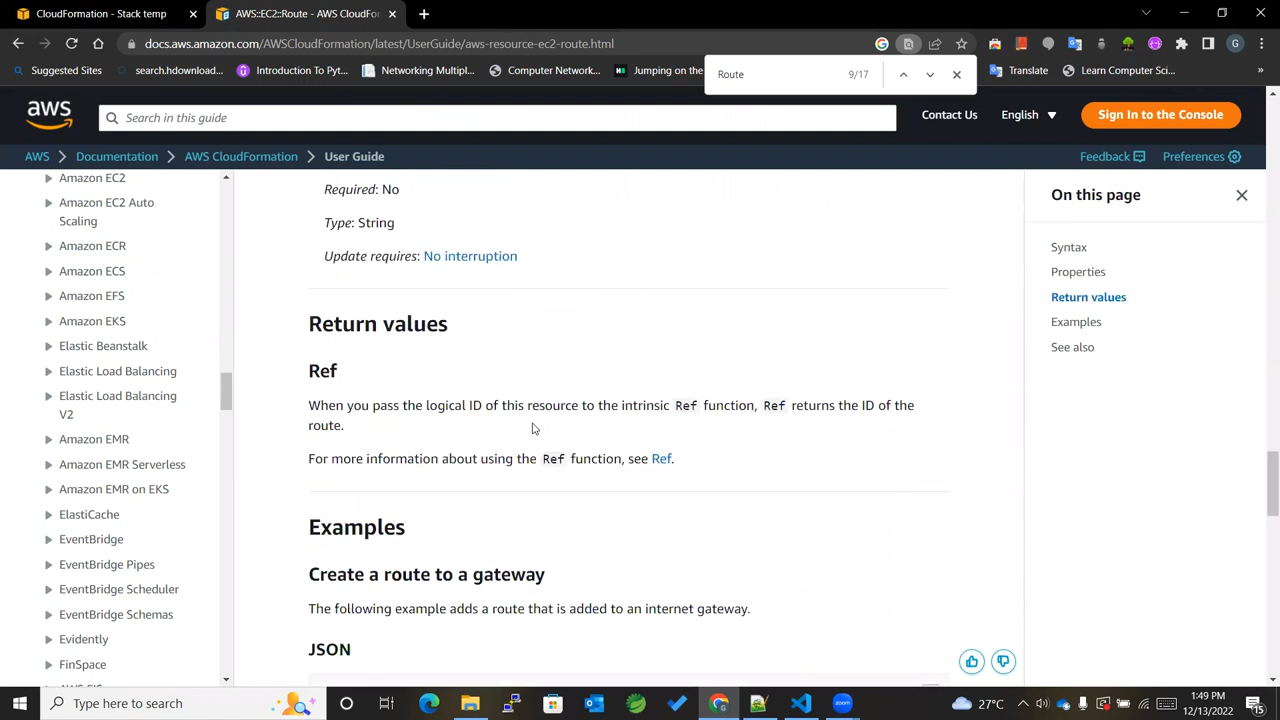 CloudFormation - Stack temp
AWS::EC2::Route - AWS CloudFor
docs.aws.amazon.com/AWSCloudFormation/latest/UserGuide/aws-resource-ec2-route.html
Suggested Sites
search.hdownload...
Introduction To Pyt...
Networking Multipl...
Computer Network...
Jumping on the
Translate
Learn Computer Sci...
»
Route 9/17
aws
Search in this guide
Contact Us
English
Sign In to the Console
AWS > Documentation > AWS CloudFormation > User Guide
Feedback
Preferences
Amazon EC2
Amazon EC2 Auto
Scaling
Amazon ECR
Amazon ECS
Amazon EFS
Amazon EKS
Elastic Beanstalk
Elastic Load Balancing
Elastic Load Balancing
V2
Amazon EMR
Amazon EMR Serverless
Amazon EMR on EKS
ElastiCache
EventBridge
EventBridge Pipes
EventBridge Scheduler
EventBridge Schemas
Evidently
FinSpace
Required: No
Type: String
Update requires: No interruption
Return values
Ref
When you pass the logical ID of this resource to the intrinsic Ref function, Ref returns the ID of the
route.
For more information about using the Ref function, see Ref.
Examples
Create a route to a gateway
The following example adds a route that is added to an internet gateway.
JSON
On this page
Syntax
Properties
Return values
Examples
See also
Type here to search
zoom
27°C
1:49 PM
12/13/2022
15